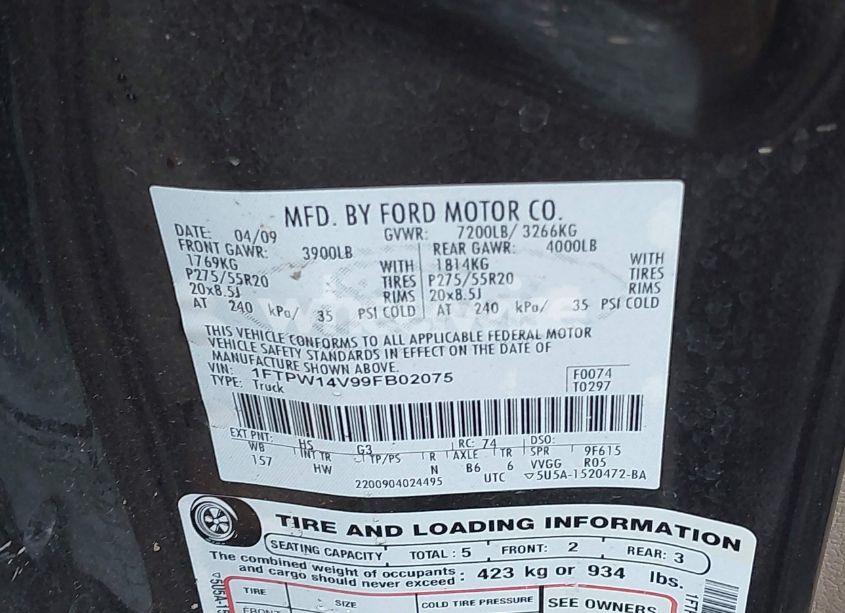 MFD. BY FORD MOTOR CO.
DATE: 04/09 GVWR: 7200LB/ 3266KG
FRONT GAWR: 3900LB REAR GAWR: 4000LB
1769KG WITH 1814KG WITH
P275/55R20 TIRES P275/55R20 TIRES
20x8.5J RIMS 20x8.5J RIMS
AT 240 kPa/ 35 PSI COLD AT 240 kPa/ 35 PSI COLD
THIS VEHICLE CONFORMS TO ALL APPLICABLE FEDERAL MOTOR
VEHICLE SAFETY STANDARDS IN EFFECT ON THE DATE OF
MANUFACTURE SHOWN ABOVE.
VIN: 1FTPW14V99FB02075 F0074
TYPE: Truck T0297
EXT PNT: HS G3 RC: 74 DSO:
WB INT TR TP/PS R AXLE TR SPR 9F615
157 HW N B6 6 VVGG R05
2200904024495 UTC ▽5U5A-1520472-BA
TIRE AND LOADING INFORMATION
SEATING CAPACITY TOTAL : 5 FRONT: 2 REAR: 3
The combined weight of occupants
and cargo should never exceed : 423 kg or 934 lbs.
TIRE SIZE COLD TIRE PRESSURE SEE OWNERS